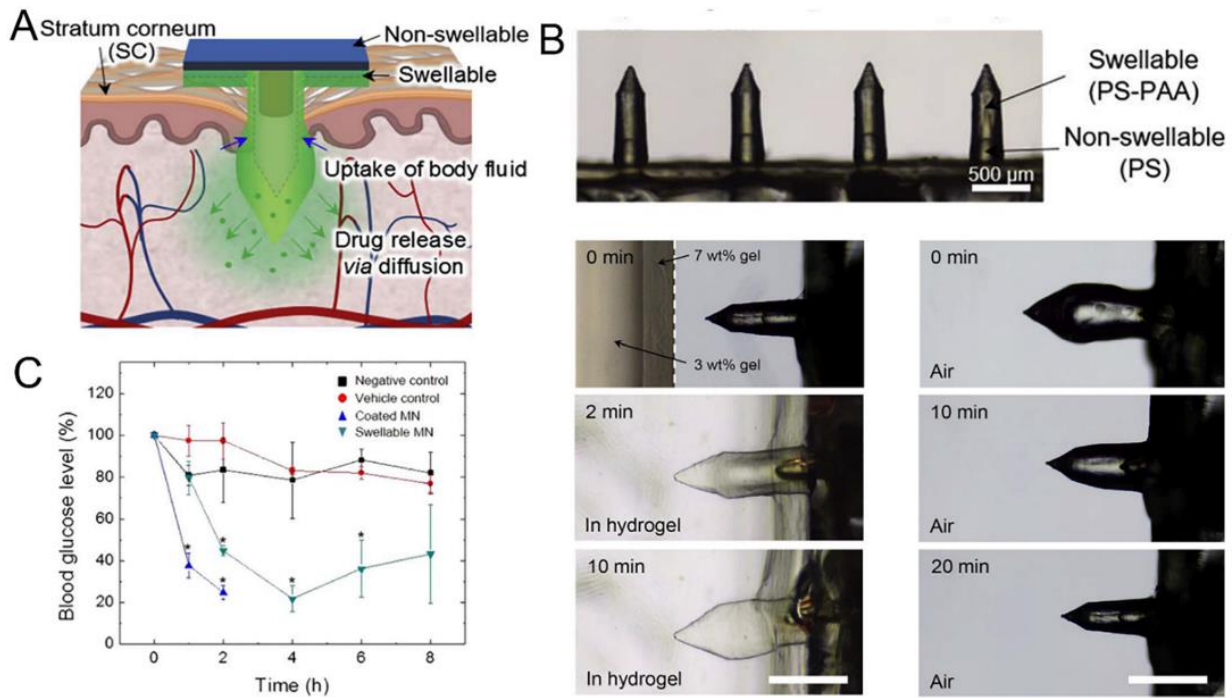 A
Stratum corneum
(SC)
Non-swellable
Swellable
Uptake of body fluid
Drug release
via diffusion
B
Swellable
(PS-PAA)
Non-swellable
(PS)
500 μm
0 min
7 wt% gel
3 wt% gel
0 min
Air
2 min
In hydrogel
10 min
Air
10 min
In hydrogel
20 min
Air
C
Blood glucose level (%)
120
100
80
60
40
20
0
Negative control
Vehicle control
Coated MN
Swellable MN
*
*
*
*
*
0 2 4 6 8
Time (h)